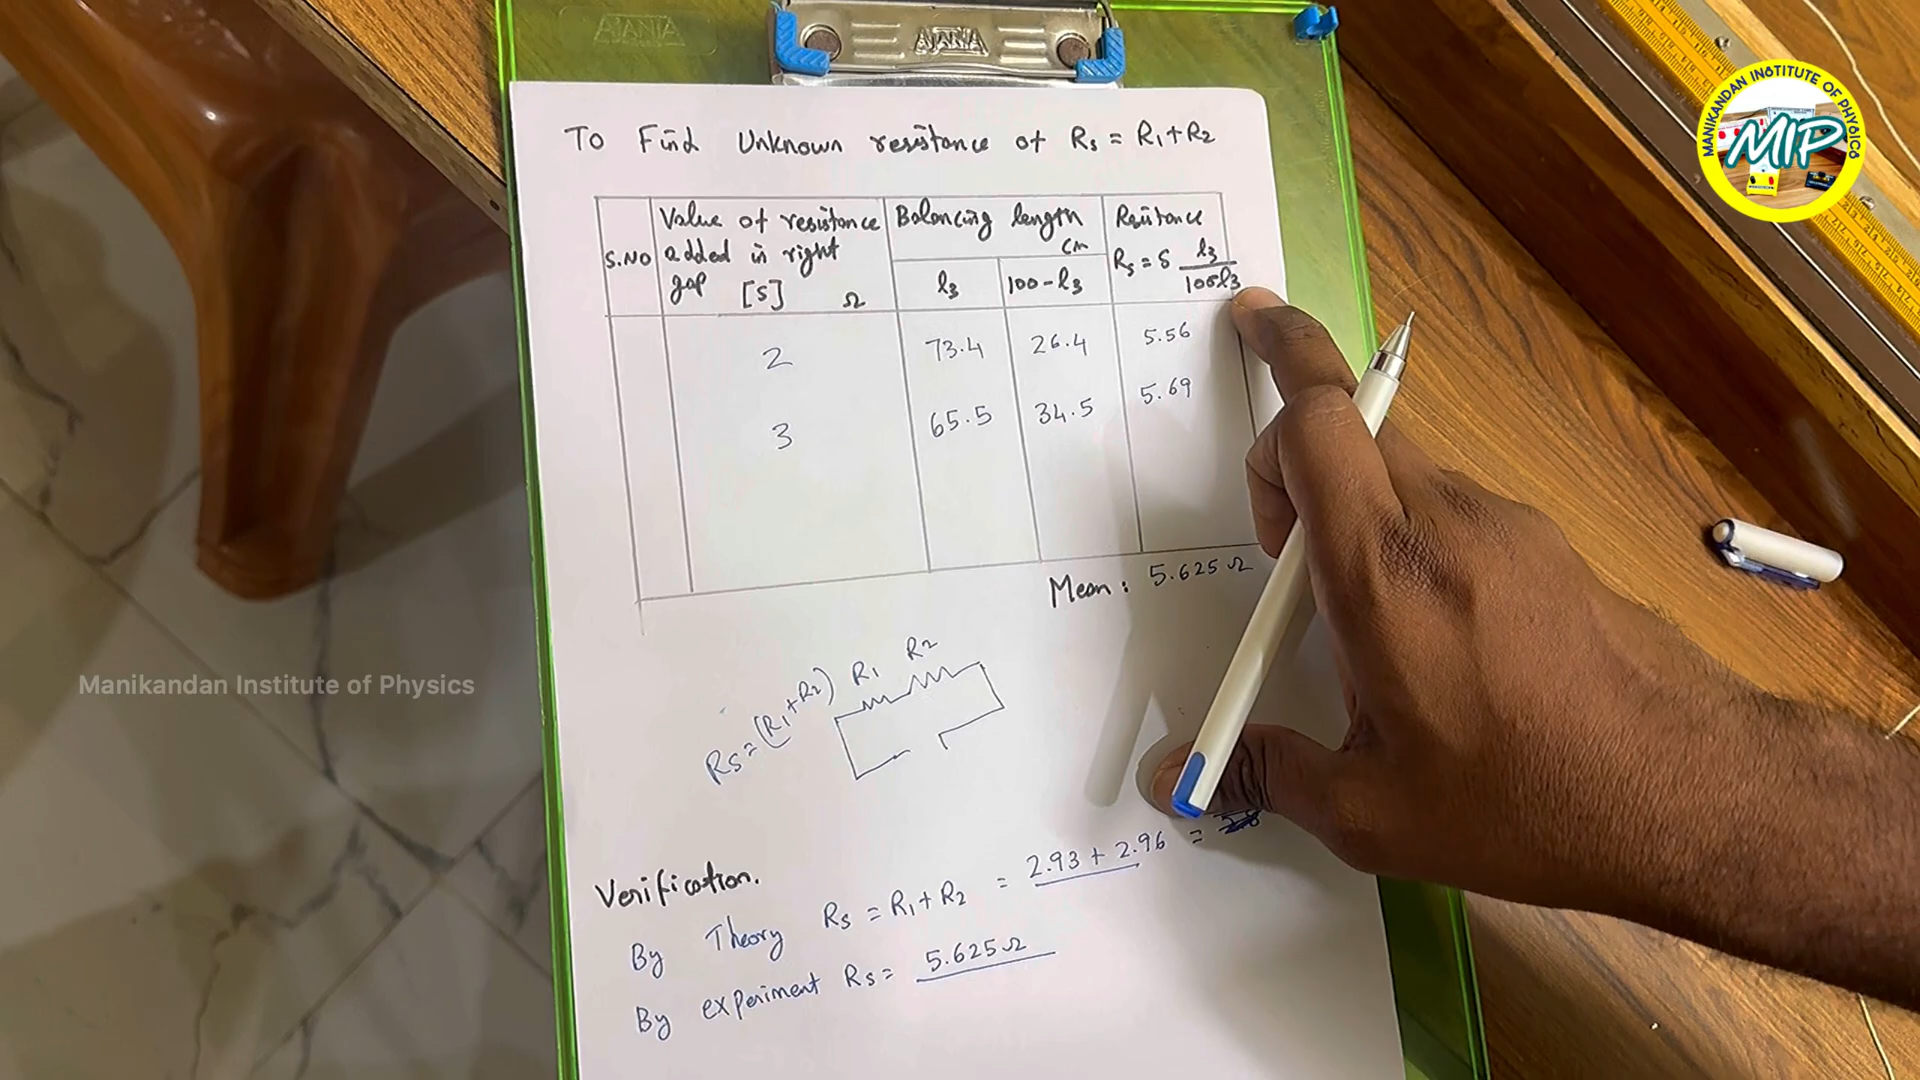 AJANTA
AJANTA
MANIKANDAN INSTITUTE OF PHYSICS
MIP
To Find Unknown resistance of Rs = R1 + R2
S.NO
Value of resistance added in right gap [S] Ω
Balancing length cm
l3
100 - l3
Resistance
Rs = S l3/100-l3
2 73.4 26.4 5.56
3 65.5 34.5 5.69
Mean : 5.625 Ω
Rs = (R1 + R2)
R1 R2
Manikandan Institute of Physics
Verification.
By Theory Rs = R1 + R2 = 2.93 + 2.96 =
By experiment Rs = 5.625 Ω